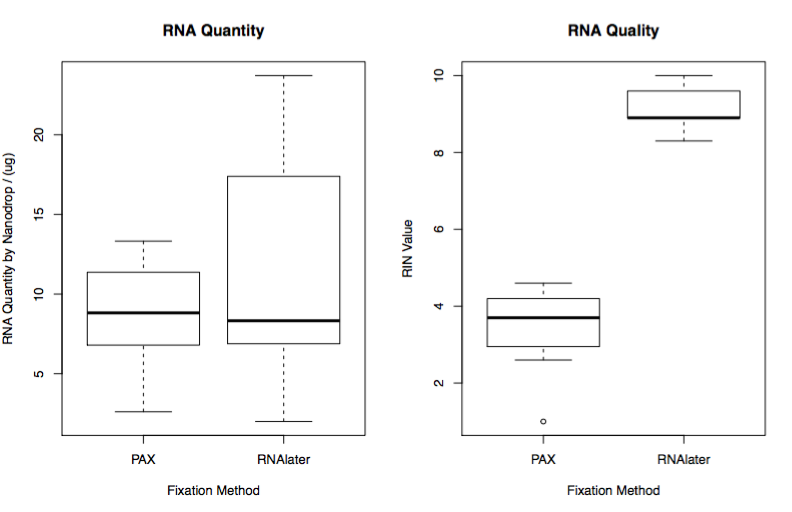 RNA Quantity
RNA Quantity by Nanodrop / (ug)
20
15
10
5
PAX
RNAlater
Fixation Method
RNA Quality
RIN Value
10
8
6
4
2
PAX
RNAlater
Fixation Method